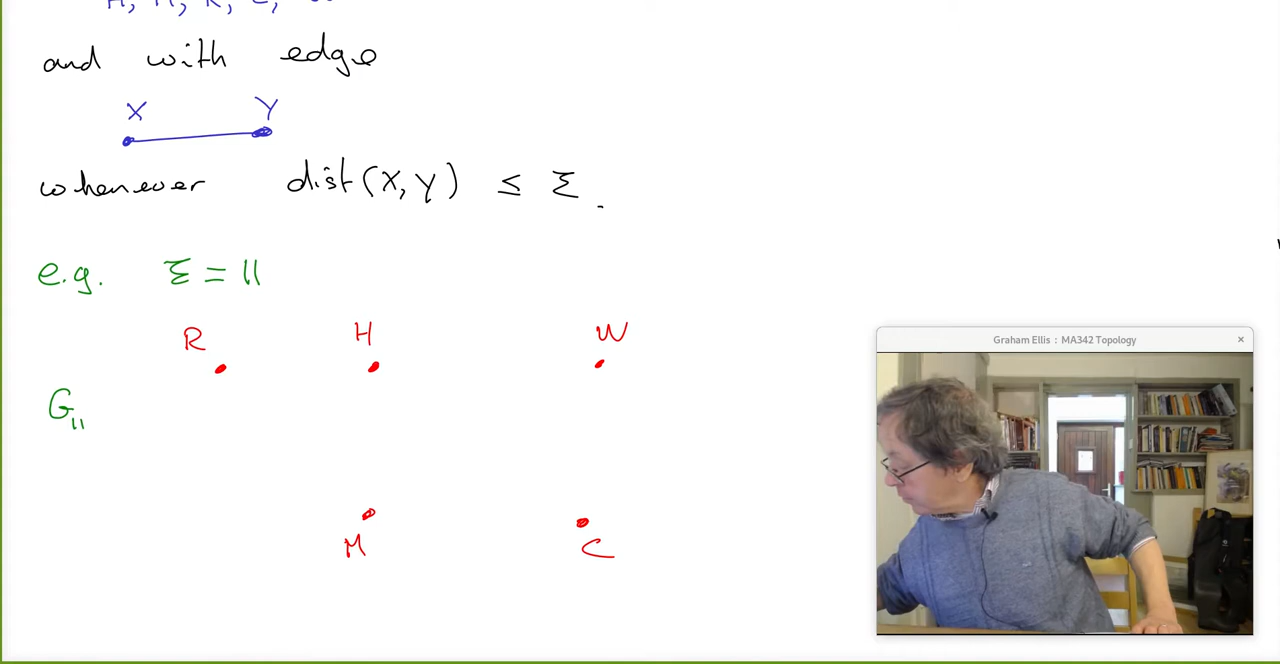 H, M, R, C, W
and with edge
X Y
whenever dist(X, Y) ≤ Σ.
e.g. Σ = 11
R H W
G₁₁
M C
Graham Ellis : MA342 Topology ×